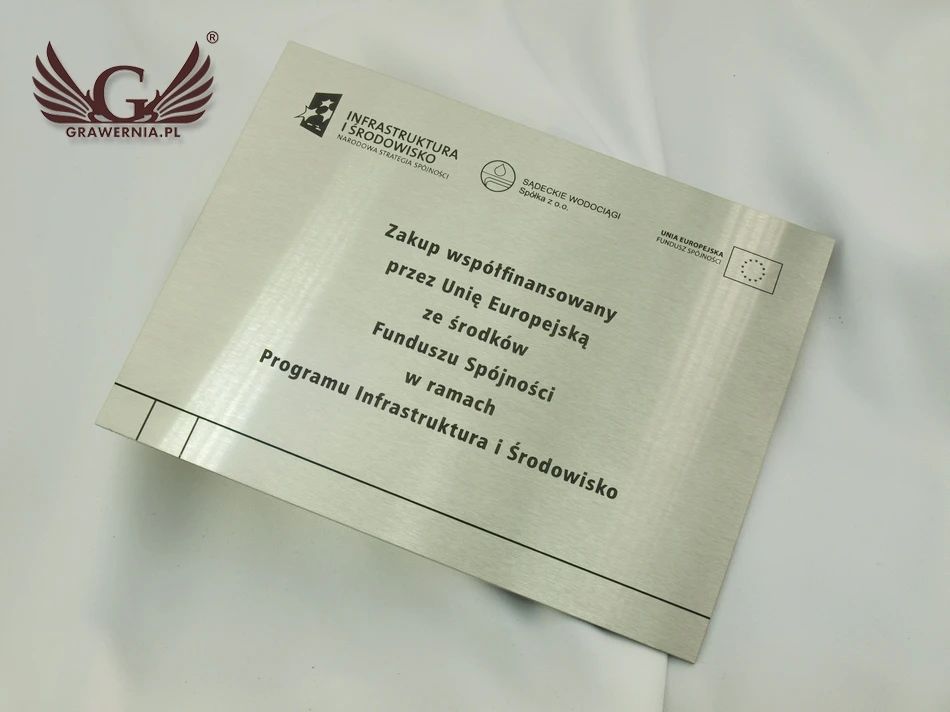 G
®
GRAWERNIA.PL
INFRASTRUKTURA
I ŚRODOWISKO
NARODOWA STRATEGIA SPÓJNOŚCI
SĄDECKIE WODOCIĄGI
Spółka z o.o.
UNIA EUROPEJSKA
FUNDUSZ SPÓJNOŚCI
Zakup współfinansowany
przez Unię Europejską
ze środków
Funduszu Spójności
w ramach
Programu Infrastruktura i Środowisko